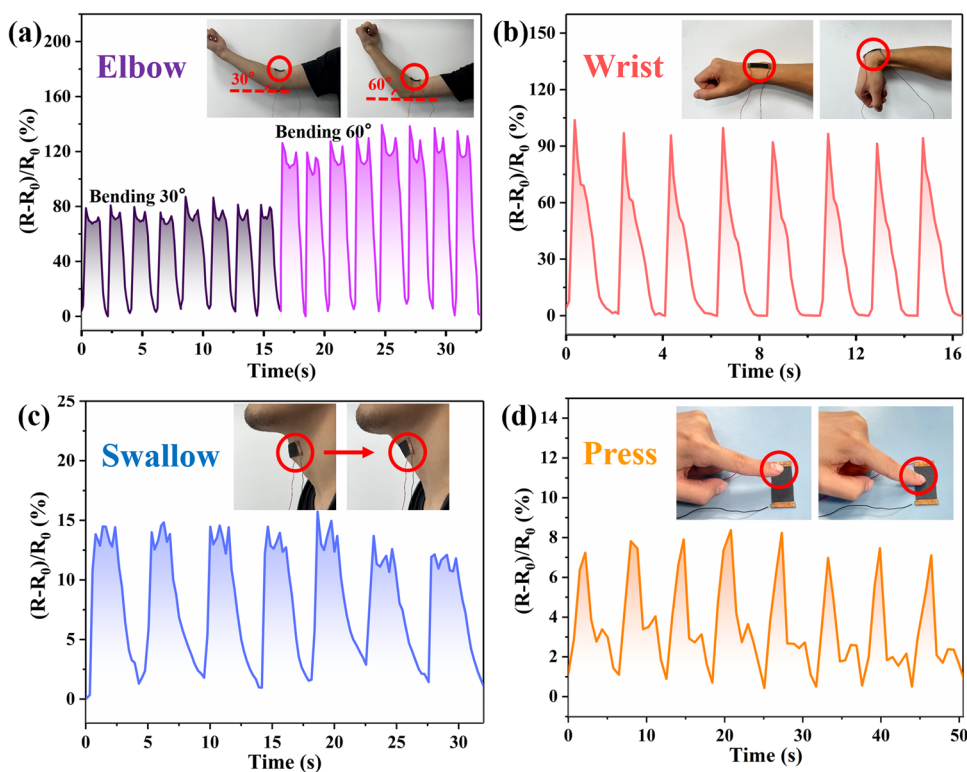 (a)
Elbow
30°
60°
Bending 30°
Bending 60°
(R-R₀)/R₀ (%)
200
160
120
80
40
0
0 5 10 15 20 25 30
Time(s)
(b)
Wrist
(R-R₀)/R₀ (%)
150
120
90
60
30
0
0 4 8 12 16
Time (s)
(c)
Swallow
(R-R₀)/R₀ (%)
25
20
15
10
5
0
0 5 10 15 20 25 30
Time (s)
(d)
Press
(R-R₀)/R₀ (%)
14
12
10
8
6
4
2
0
0 10 20 30 40 50
Time (s)